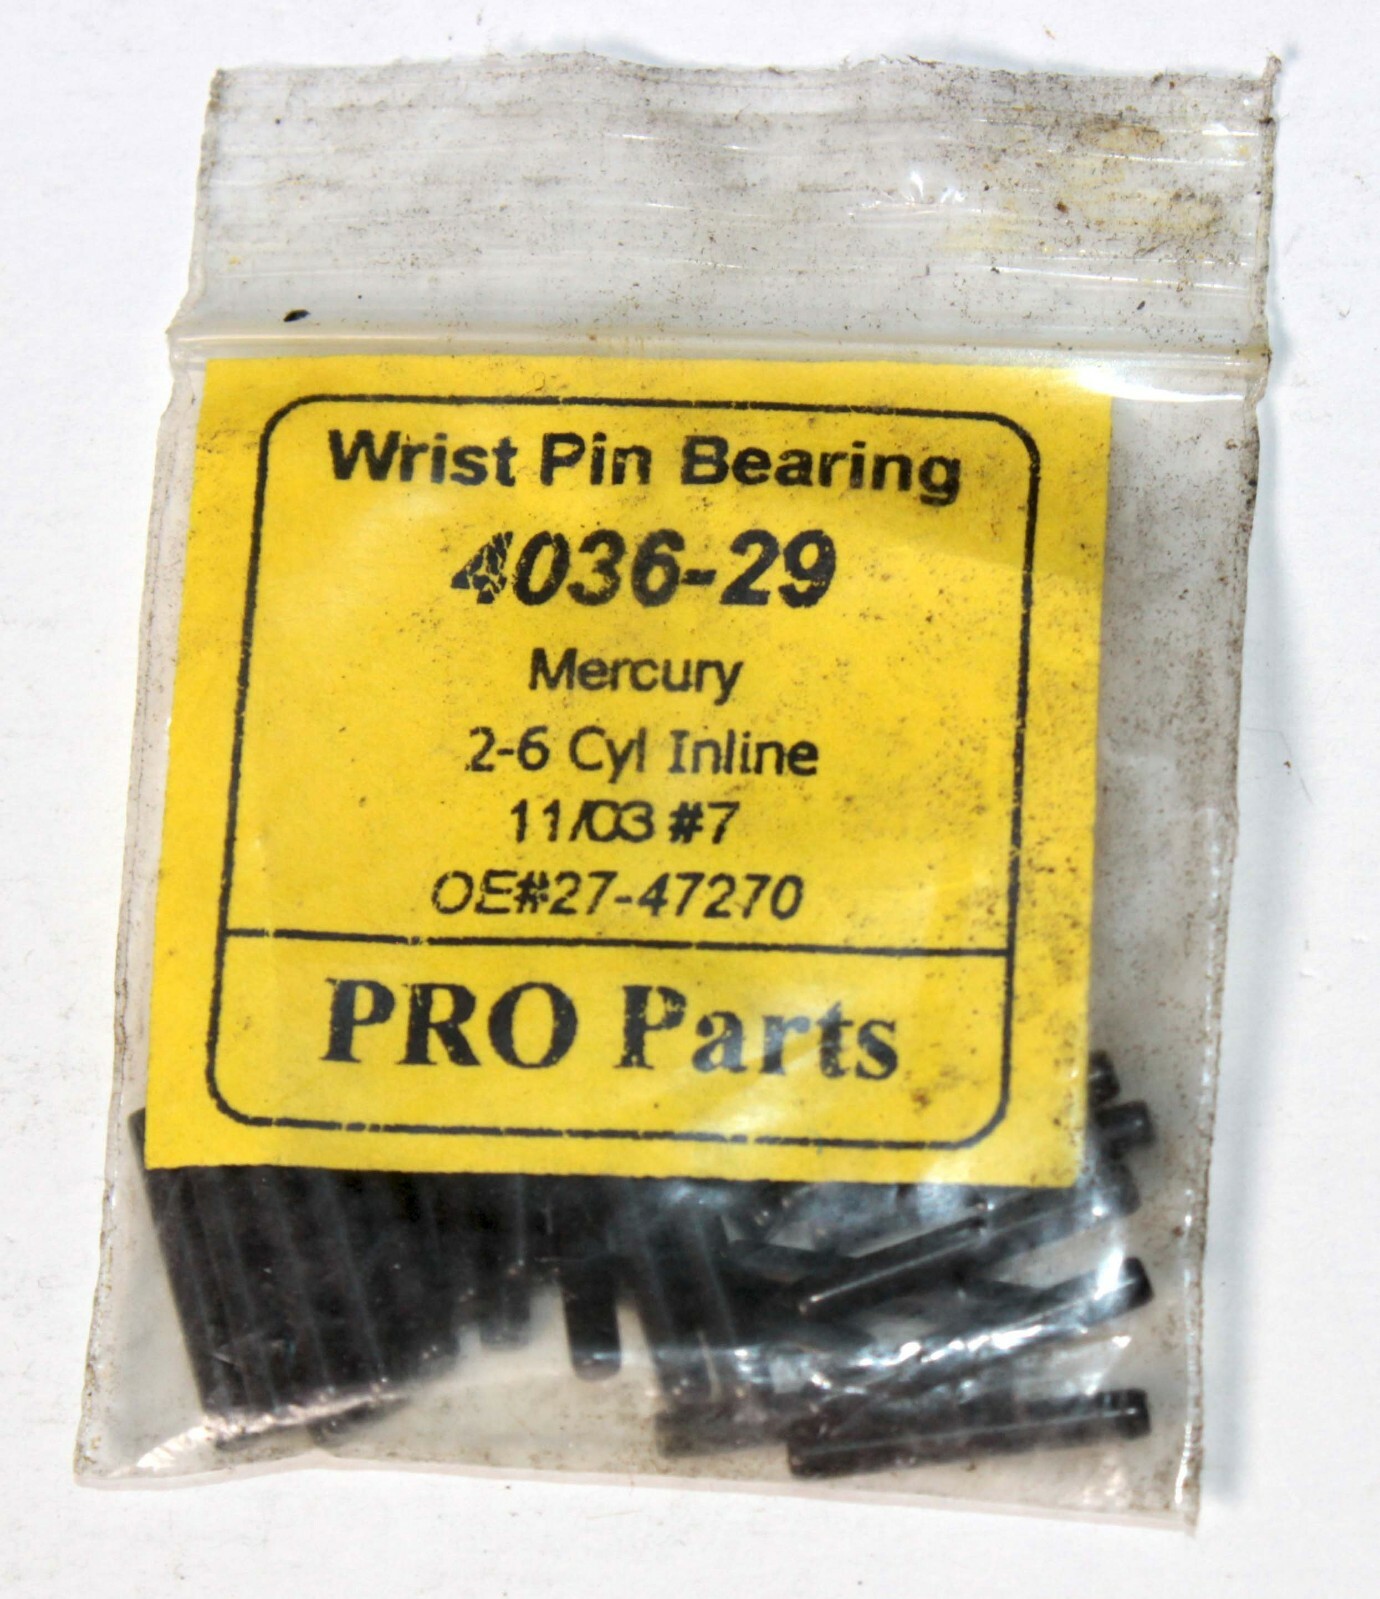 Wrist Pin Bearing
4036-29
Mercury
2-6 Cyl Inline
11/03 #7
OE#27-47270
PRO Parts